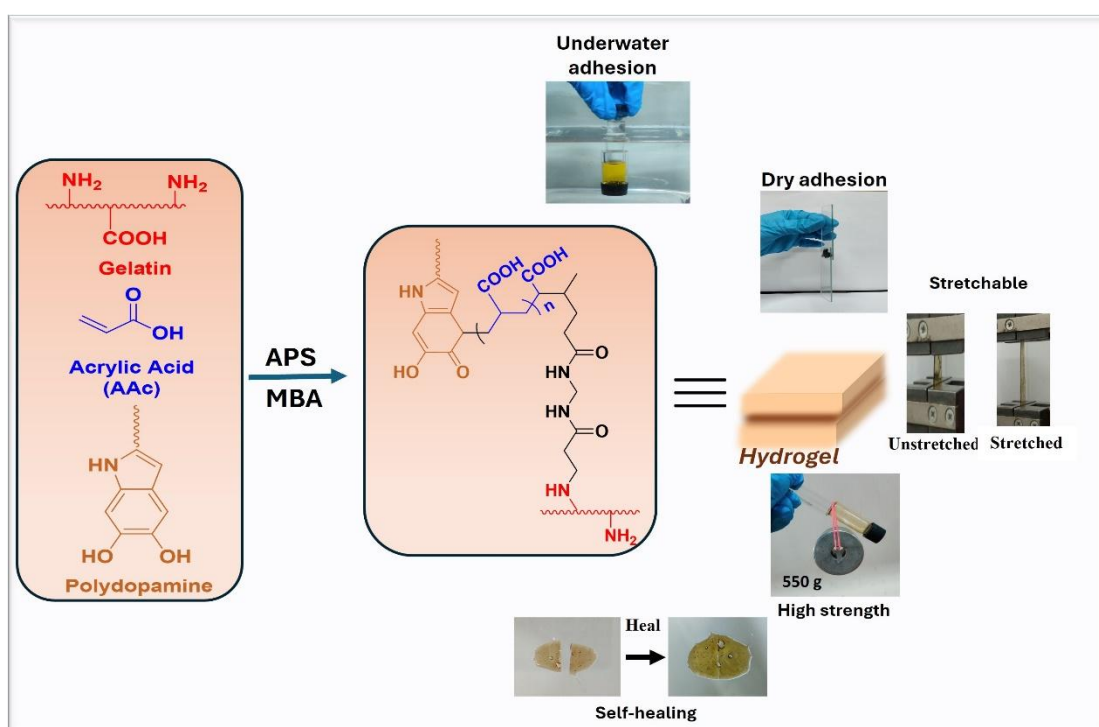 Underwater
adhesion
NH2 NH2
COOH
Gelatin
O
OH
Acrylic Acid
(AAc)
HN
HO OH
Polydopamine
APS
MBA
COOH
COOH
HN
n
HO O
O
HN
HN
O
HN
NH2
Dry adhesion
Stretchable
Unstretched Stretched
Hydrogel
550 g
High strength
Heal
Self-healing